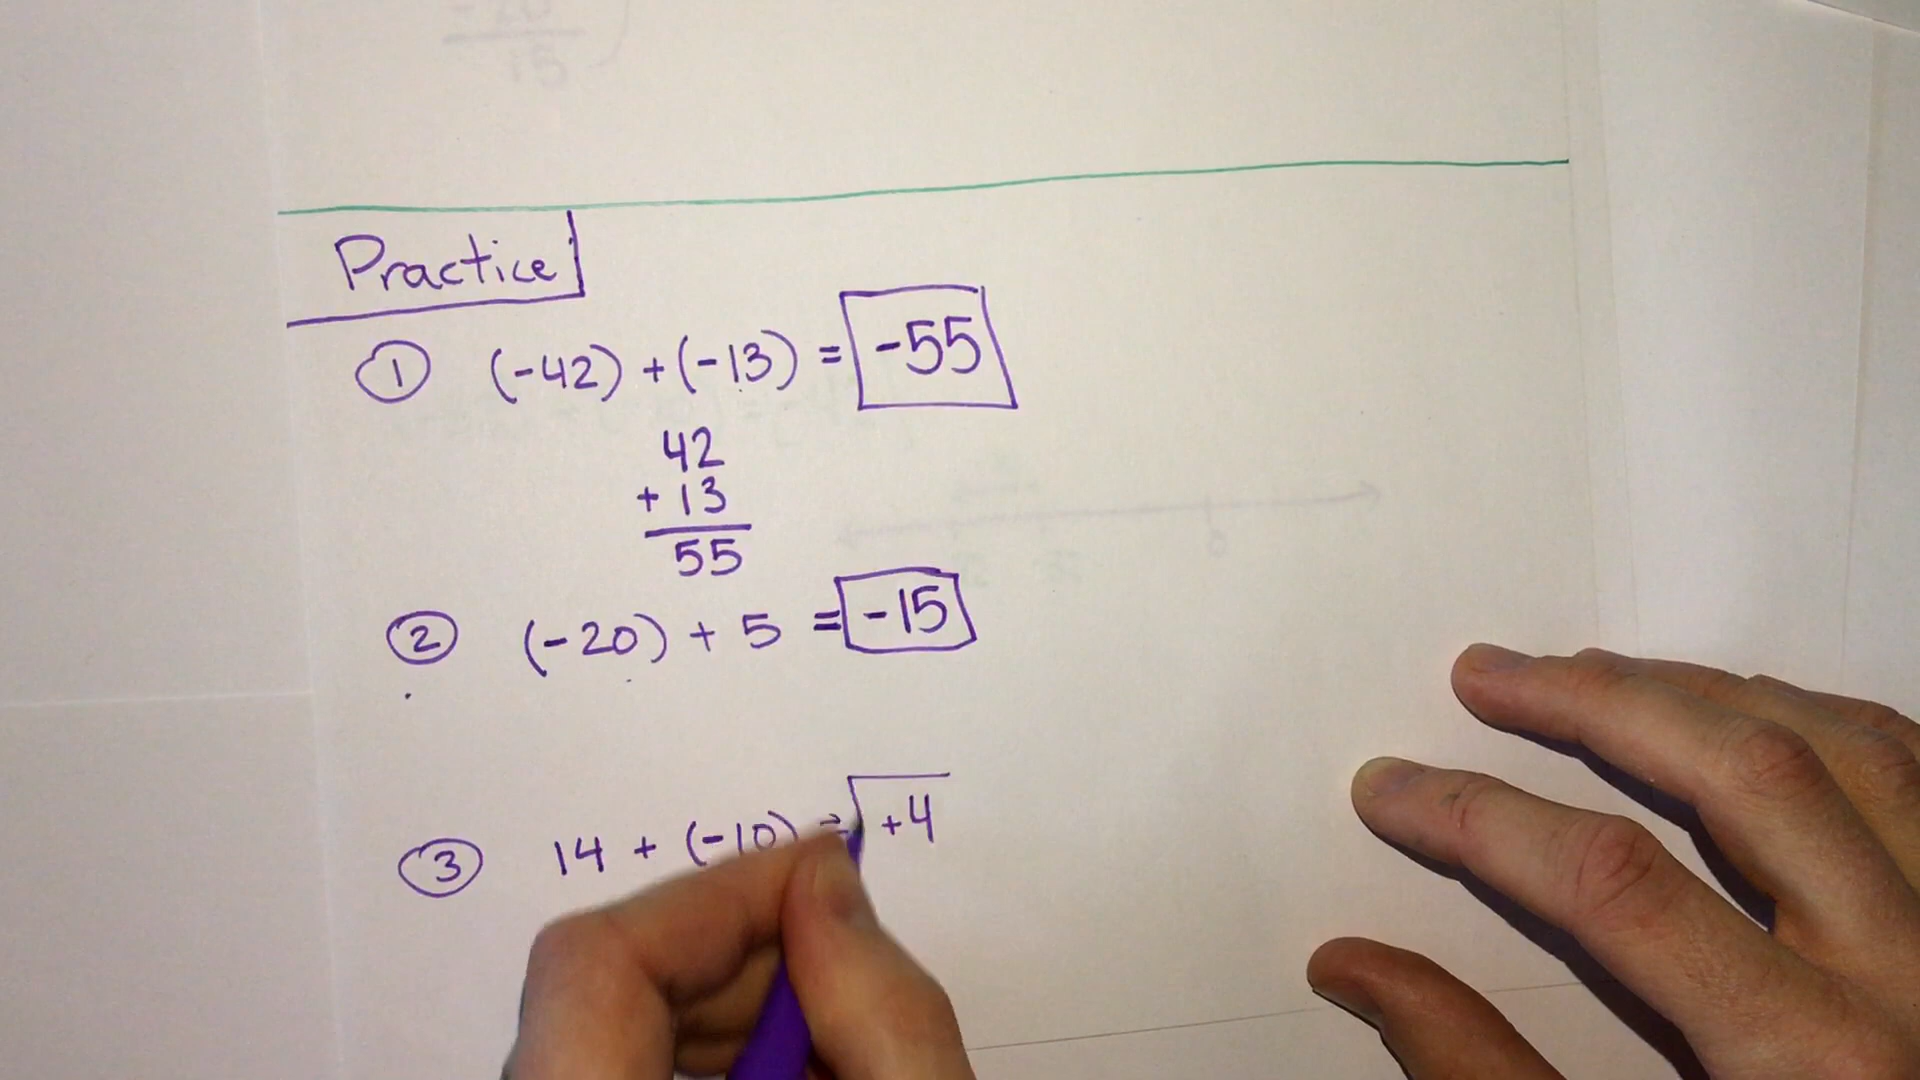 Practice
① (-42) + (-13) = -55
42
+ 13
55
② (-20) + 5 = -15
③ 14 + (-10) = +4